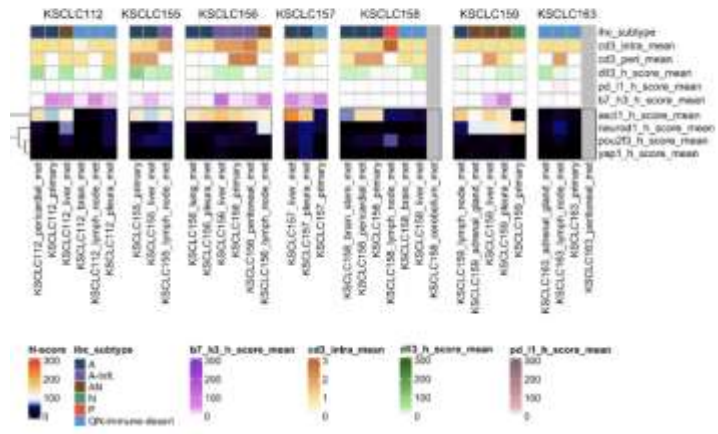 KSCLC112 KSCLC155 KSCLC156 KSCLC157 KSCLC158 KSCLC159 KSCLC163
ihc_subtype
cd3_intra_mean
cd3_peri_mean
dll3_h_score_mean
pd_l1_h_score_mean
b7_h3_h_score_mean
ascl1_h_score_mean
neurod1_h_score_mean
pou2f3_h_score_mean
yap1_h_score_mean
KSCLC112_pericardial_met
KSCLC112_primary
KSCLC112_liver_met
KSCLC112_brain_met
KSCLC112_lymph_node_met
KSCLC112_pleura_met
KSCLC155_primary
KSCLC155_liver_met
KSCLC155_lymph_node_met
KSCLC156_lung_met
KSCLC156_pleura_met
KSCLC156_liver_met
KSCLC156_primary
KSCLC156_peritoneal_met
KSCLC156_lymph_node_met
KSCLC157_liver_met
KSCLC157_pleura_met
KSCLC157_primary
KSCLC158_brain_stem_met
KSCLC158_pericardial_met
KSCLC158_primary
KSCLC158_lymph_node_met
KSCLC158_brain_met
KSCLC158_liver_met
KSCLC158_cerebellum_met
KSCLC159_lymph_node_met
KSCLC159_adrenal_gland_met
KSCLC159_liver_met
KSCLC159_pleura_met
KSCLC159_primary
KSCLC163_adrenal_gland_met
KSCLC163_lymph_node_met
KSCLC163_primary
KSCLC163_peritoneal_met
H-score ihc_subtype b7_h3_h_score_mean cd3_intra_mean dll3_h_score_mean pd_l1_h_score_mean
300
200
100
0
A
AN
N
P
QN-immune-desert
300
200
100
0
3
2
1
0
300
200
100
0
300
200
100
0